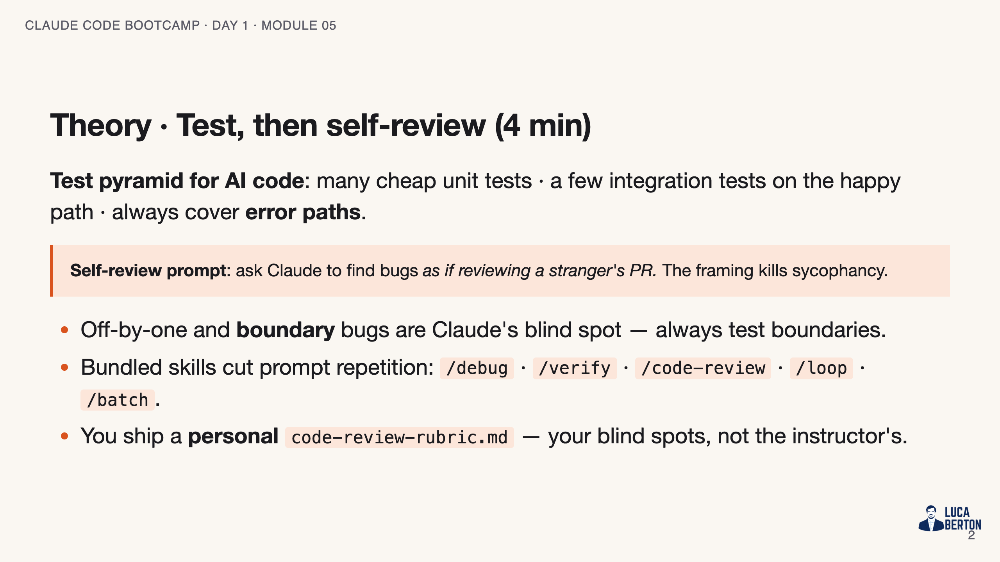 CLAUDE CODE BOOTCAMP · DAY 1 · MODULE 05
Theory · Test, then self-review (4 min)
Test pyramid for AI code: many cheap unit tests · a few integration tests on the happy
path · always cover error paths.
Self-review prompt: ask Claude to find bugs as if reviewing a stranger's PR. The framing kills sycophancy.
• Off-by-one and boundary bugs are Claude's blind spot — always test boundaries.
• Bundled skills cut prompt repetition: /debug · /verify · /code-review · /loop ·
/batch.
• You ship a personal code-review-rubric.md — your blind spots, not the instructor's.
LUCA
BERTON
2